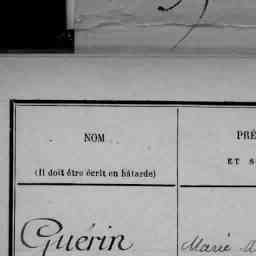 NOM
PRÉ
ET S
(Il doit être écrit en bâtarde)
Guérin
Marie